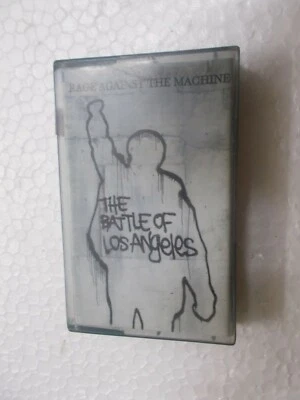 RAGE AGAINST THE MACHINE
THE
BATTLE OF
LOS ANgeles